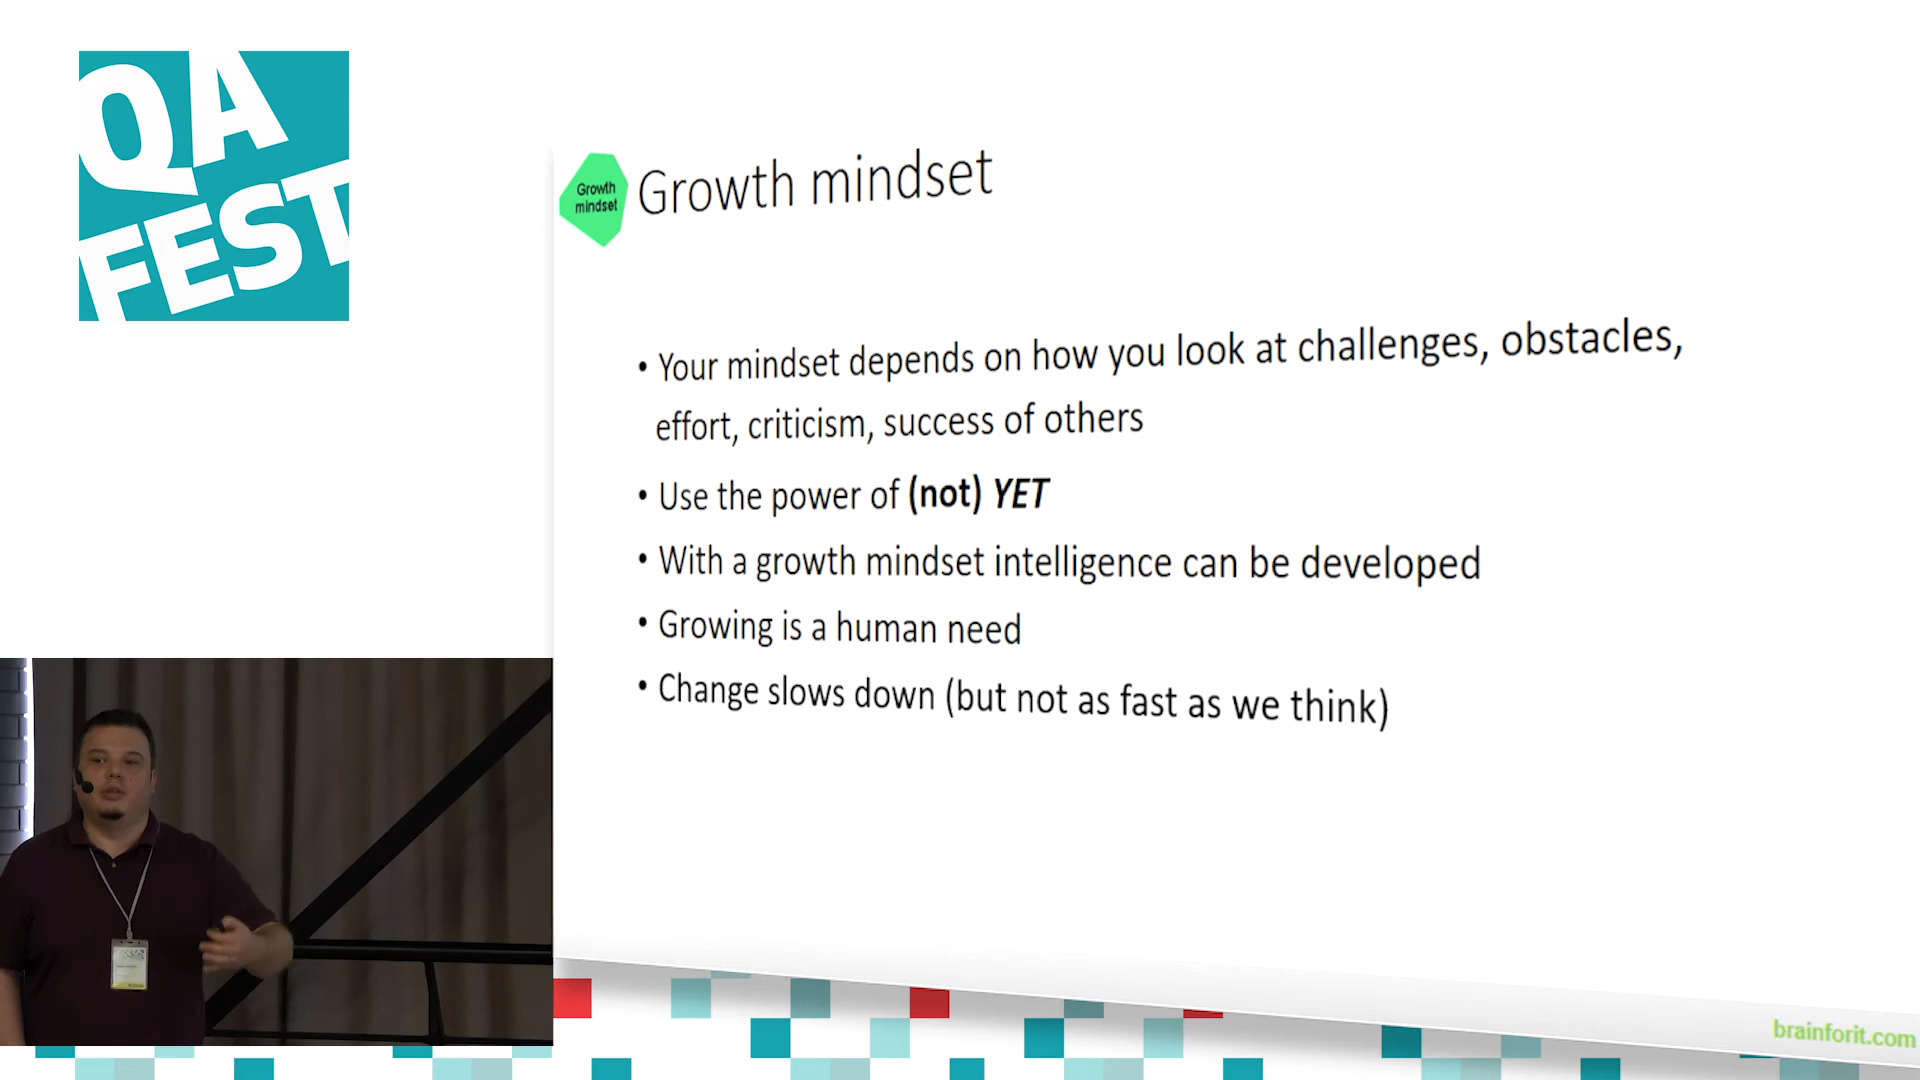 QA
FEST
Growth
mindset
Growth mindset
• Your mindset depends on how you look at challenges, obstacles,
effort, criticism, success of others
• Use the power of (not) YET
• With a growth mindset intelligence can be developed
• Growing is a human need
• Change slows down (but not as fast as we think)
brainforit.com